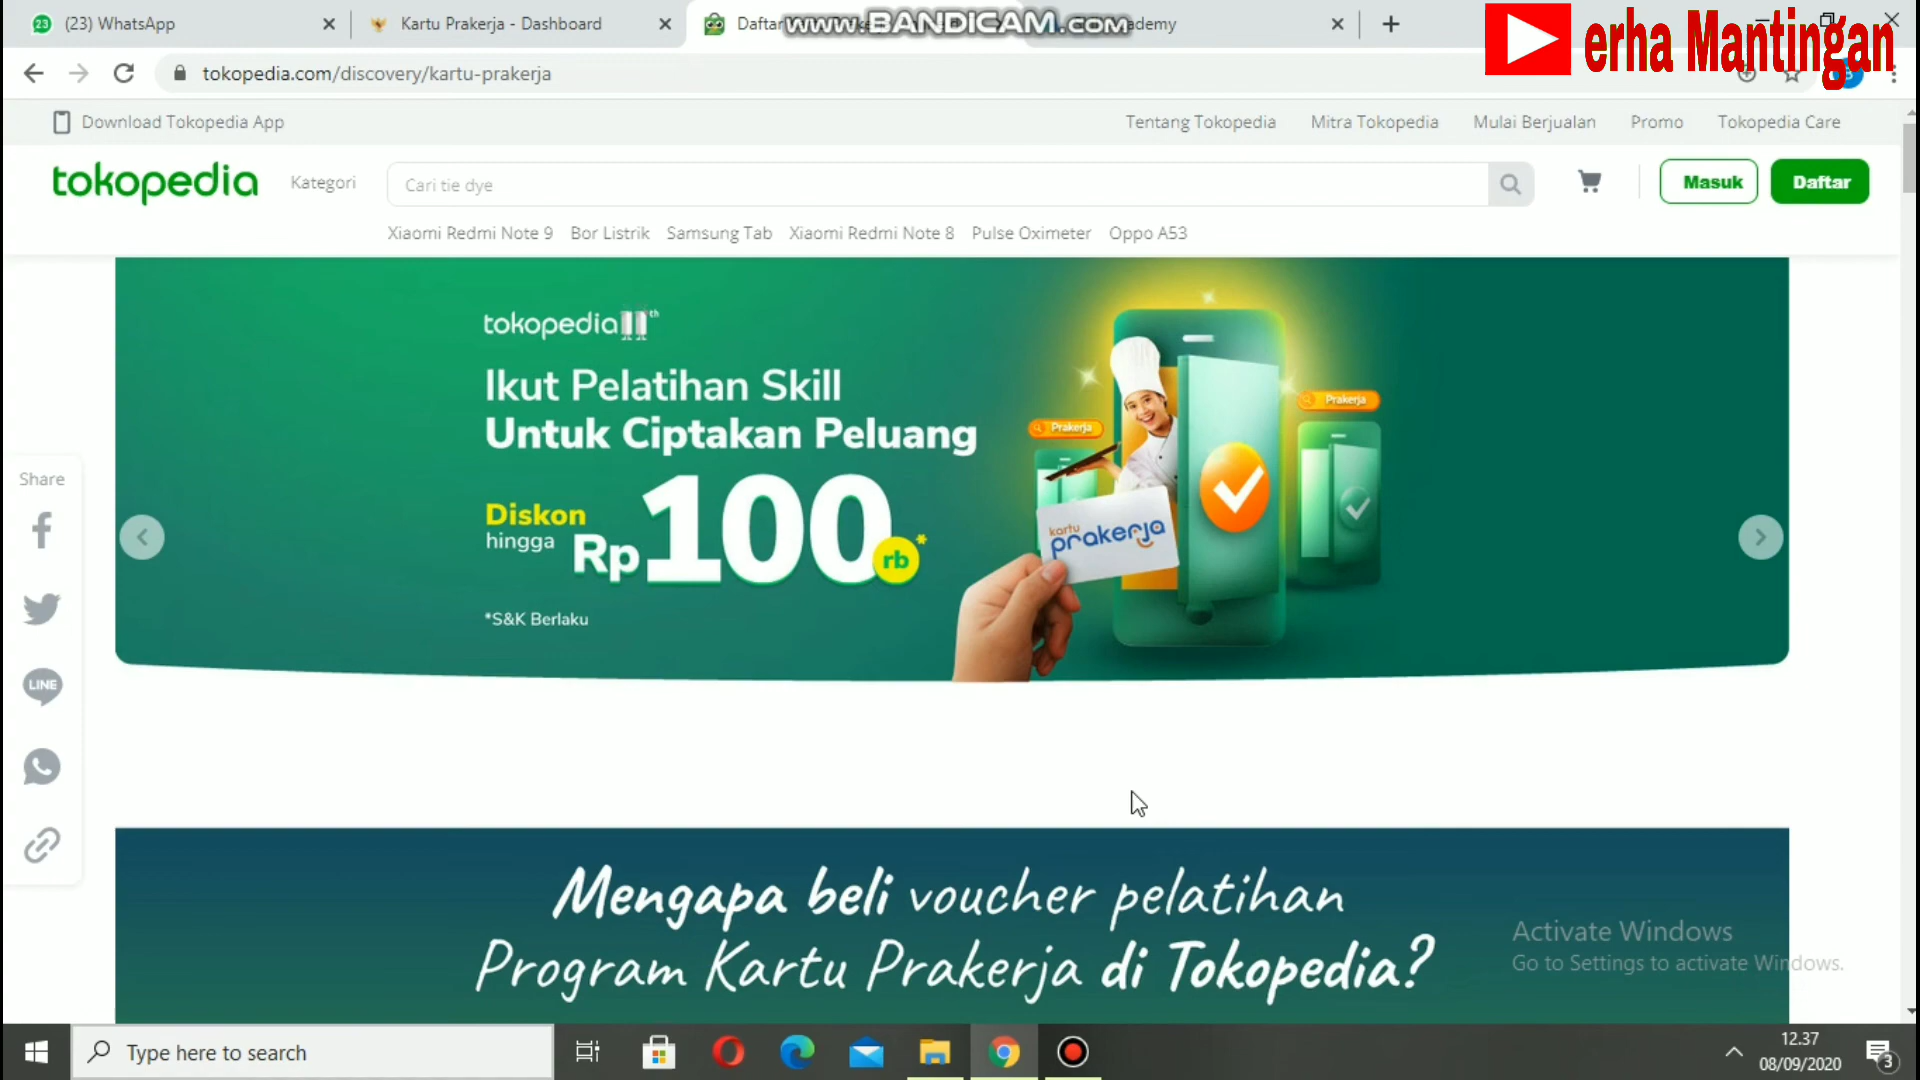 23 (23) WhatsApp
Kartu Prakerja - Dashboard
www.BANDICAM.com
ademy
erha Mantingan
tokopedia.com/discovery/kartu-prakerja
Download Tokopedia App
Tentang Tokopedia
Mitra Tokopedia
Mulai Berjualan
Promo
Tokopedia Care
tokopedia
Kategori
Cari tie dye
Masuk
Daftar
Xiaomi Redmi Note 9
Bor Listrik
Samsung Tab
Xiaomi Redmi Note 8
Pulse Oximeter
Oppo A53
tokopedia 11th
Ikut Pelatihan Skill
Untuk Ciptakan Peluang
Diskon
hingga
Rp100rb*
*S&K Berlaku
Prakerja
Prakerja
kartu
prakerja
Share
LINE
Mengapa beli voucher pelatihan
Program Kartu Prakerja di Tokopedia?
Activate Windows
Go to Settings to activate Windows.
Type here to search
12.37
08/09/2020
3